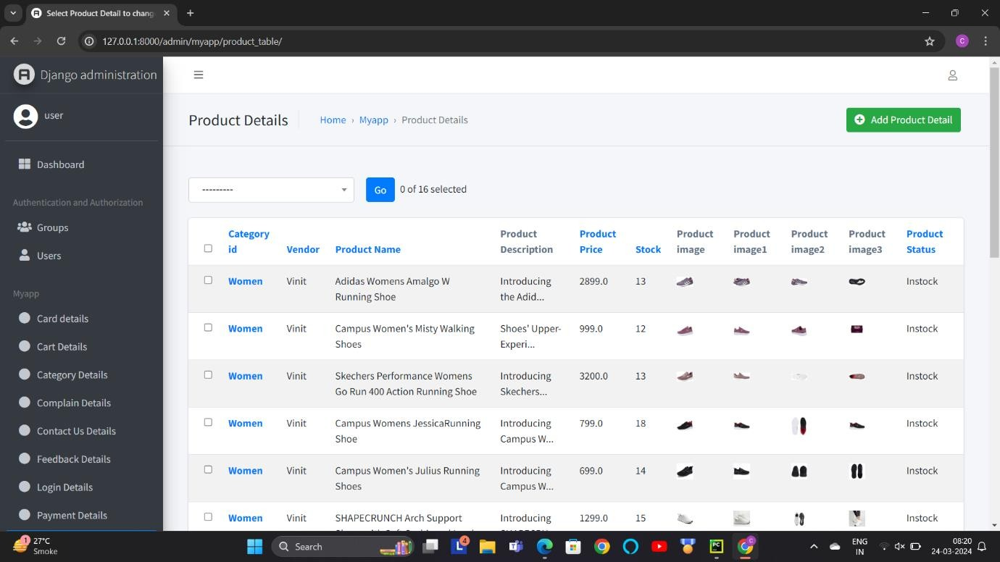 Select Product Detail to chang
127.0.0.1:8000/admin/myapp/product_table/
C
Django administration
user
Product Details
Home › Myapp › Product Details
Add Product Detail
Dashboard
Authentication and Authorization
Groups
Users
Myapp
Card details
Cart Details
Category Details
Complain Details
Contact Us Details
Feedback Details
Login Details
Payment Details
---------
Go
0 of 16 selected
Category id
Vendor
Product Name
Product Description
Product Price
Stock
Product image
Product image1
Product image2
Product image3
Product Status
Women Vinit Adidas Womens Amalgo W Running Shoe Introducing the Adid... 2899.0 13 Instock
Women Vinit Campus Women's Misty Walking Shoes Shoes' Upper- Experi... 999.0 12 Instock
Women Vinit Skechers Performance Womens Go Run 400 Action Running Shoe Introducing Skechers... 3200.0 13 Instock
Women Vinit Campus Womens JessicaRunning Shoe Introducing Campus W... 799.0 18 Instock
Women Vinit Campus Women's Julius Running Shoes Introducing Campus W... 699.0 14 Instock
Women Vinit SHAPECRUNCH Arch Support Introducing 1299.0 15 Instock
1
27°C
Smoke
Search
4
ENG
IN
08:20
24-03-2024